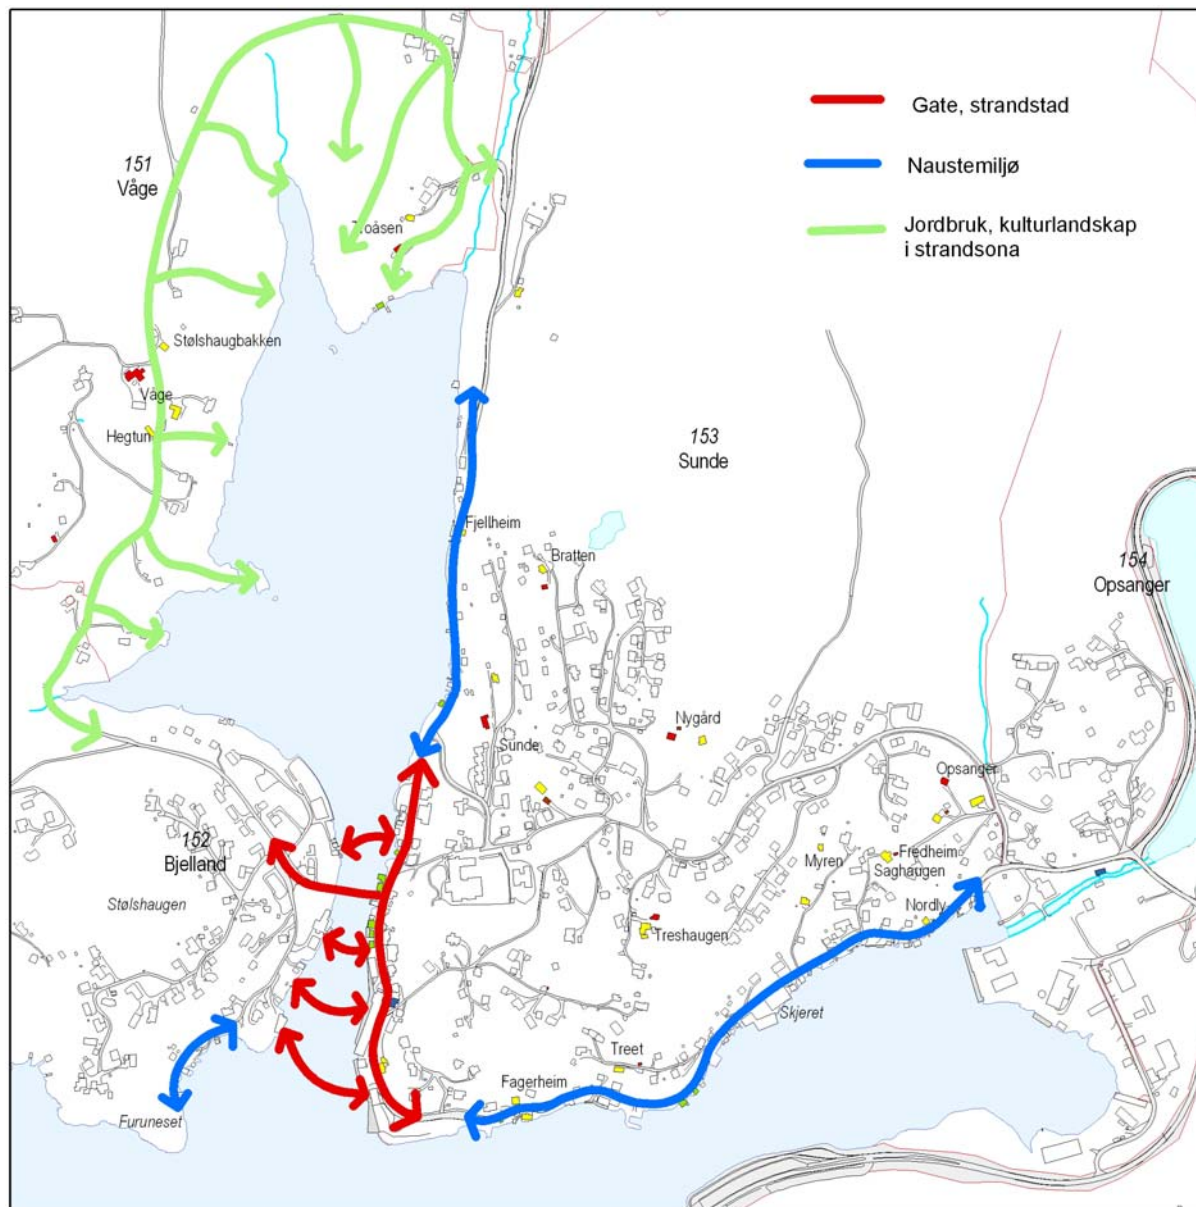 Gate, strandstad
Naustemiljø
Jordbruk, kulturlandskap
i strandsona
151
Våge
Stølshaugbakken
Våge
Hegtun
153
Sunde
Fjellheim
Bratten
154
Opsanger
Nygård
Sunde
Opsanger
152
Bjelland
Myren
Fredheim
Saghaugen
Stølshaugen
Nordly
Treshaugen
Skjeret
Treet
Fagerheim
Furuneset